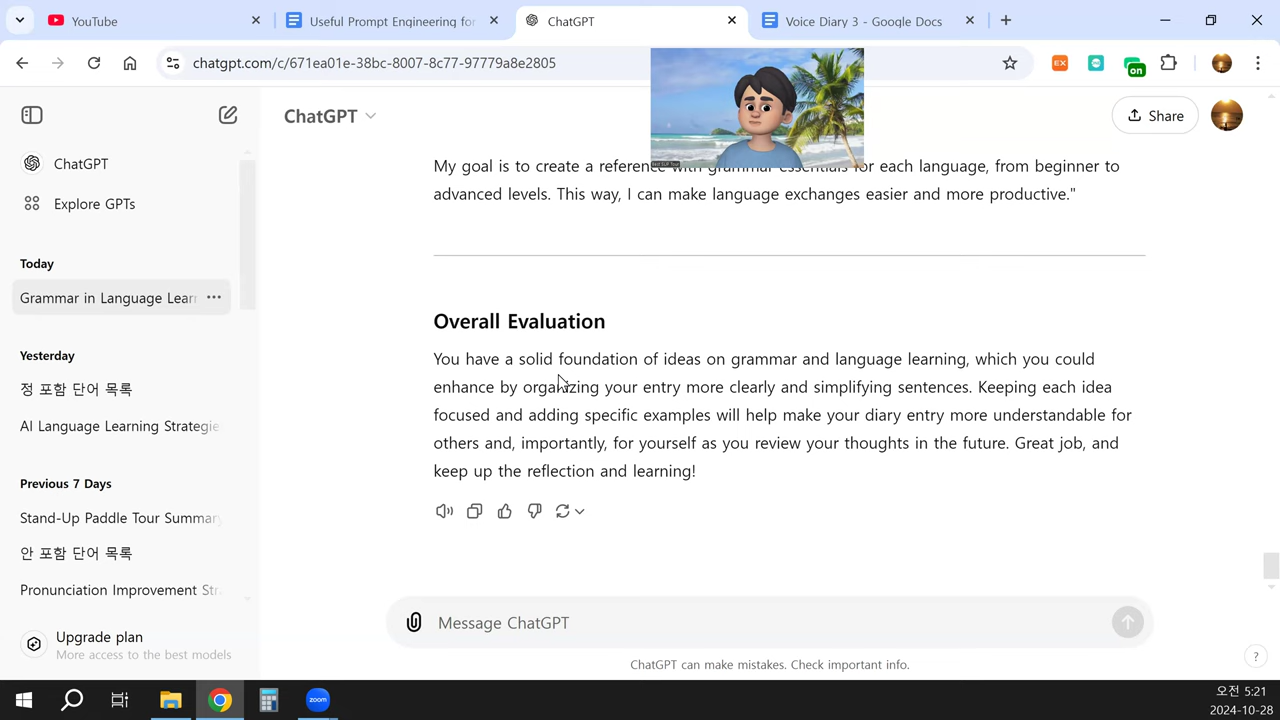 YouTube
Useful Prompt Engineering for
ChatGPT
Voice Diary 3 - Google Docs
chatgpt.com/c/671ea01e-38bc-8007-8c77-97779a8e2805
EX
on
ChatGPT
Share
ChatGPT
Explore GPTs
Today
Grammar in Language Lear
Yesterday
정 포함 단어 목록
AI Language Learning Strategie
Previous 7 Days
Stand-Up Paddle Tour Summary
안 포함 단어 목록
Pronunciation Improvement Str
Upgrade plan
More access to the best models
My goal is to create a reference with grammar essentials for each language, from beginner to
advanced levels. This way, I can make language exchanges easier and more productive."
Overall Evaluation
You have a solid foundation of ideas on grammar and language learning, which you could
enhance by organizing your entry more clearly and simplifying sentences. Keeping each idea
focused and adding specific examples will help make your diary entry more understandable for
others and, importantly, for yourself as you review your thoughts in the future. Great job, and
keep up the reflection and learning!
Message ChatGPT
ChatGPT can make mistakes. Check important info.
?
zoom
오전 5:21
2024-10-28